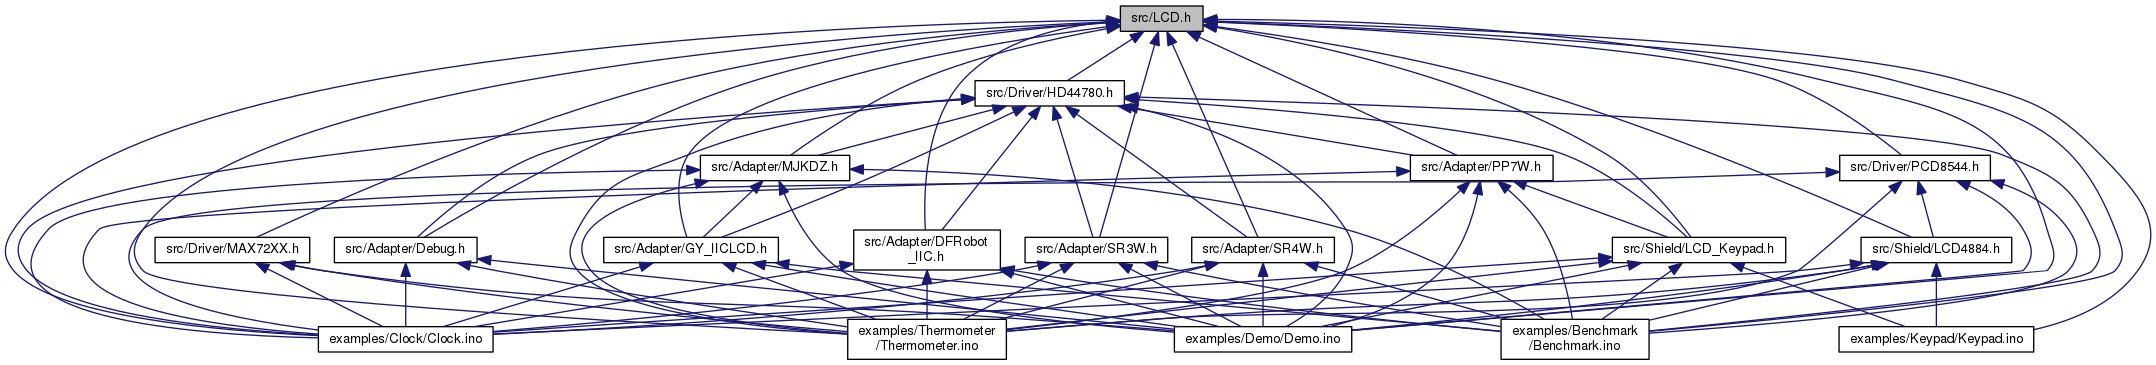 src/LCD.h
src/Driver/HD44780.h
src/Adapter/MJKDZ.h
src/Adapter/PP7W.h
src/Driver/PCD8544.h
src/Driver/MAX72XX.h
src/Adapter/Debug.h
src/Adapter/GY_IICLCD.h
src/Adapter/DFRobot
_IIC.h
src/Adapter/SR3W.h
src/Adapter/SR4W.h
src/Shield/LCD_Keypad.h
src/Shield/LCD4884.h
examples/Clock/Clock.ino
examples/Thermometer
/Thermometer.ino
examples/Demo/Demo.ino
examples/Benchmark
/Benchmark.ino
examples/Keypad/Keypad.ino